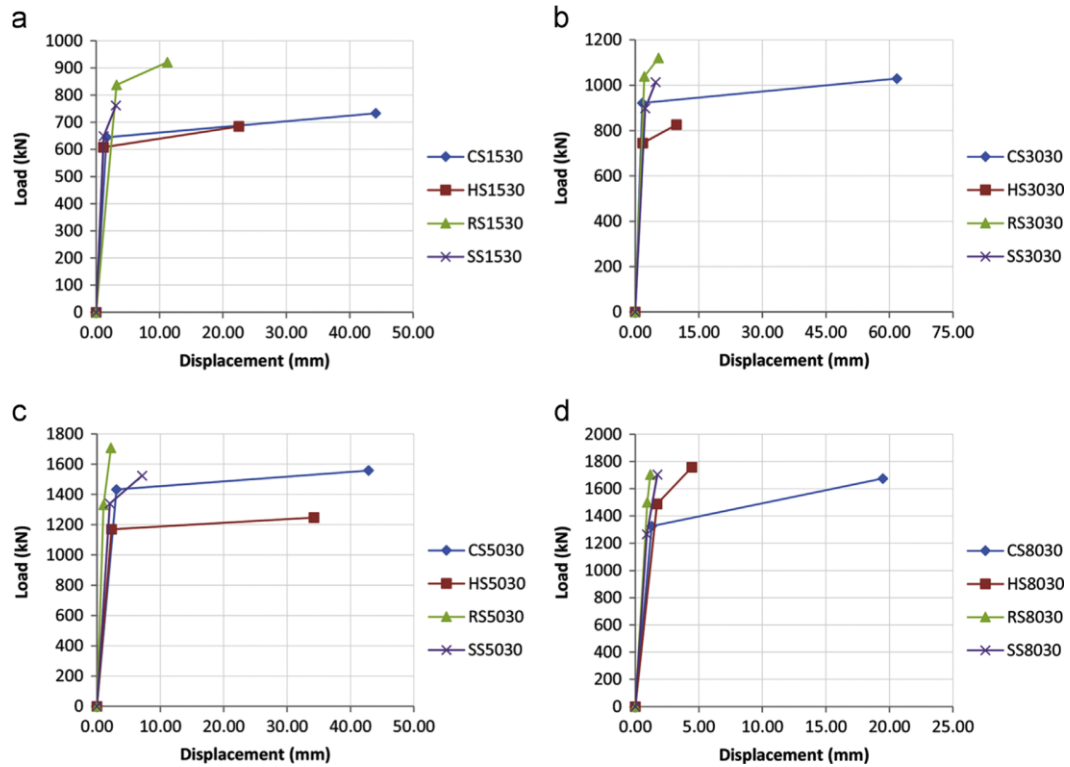 a
1000
900
800
700
600
500
400
300
200
100
0
Load (kN)
0.00 10.00 20.00 30.00 40.00 50.00
Displacement (mm)
CS1530
HS1530
RS1530
SS1530
b
1200
1000
800
600
400
200
0
Load (kN)
0.00 15.00 30.00 45.00 60.00 75.00
Displacement (mm)
CS3030
HS3030
RS3030
SS3030
c
1800
1600
1400
1200
1000
800
600
400
200
0
Load (kN)
0.00 10.00 20.00 30.00 40.00 50.00
Displacement (mm)
CS5030
HS5030
RS5030
SS5030
d
2000
1800
1600
1400
1200
1000
800
600
400
200
0
Load (kN)
0.00 5.00 10.00 15.00 20.00 25.00
Displacement (mm)
CS8030
HS8030
RS8030
SS8030